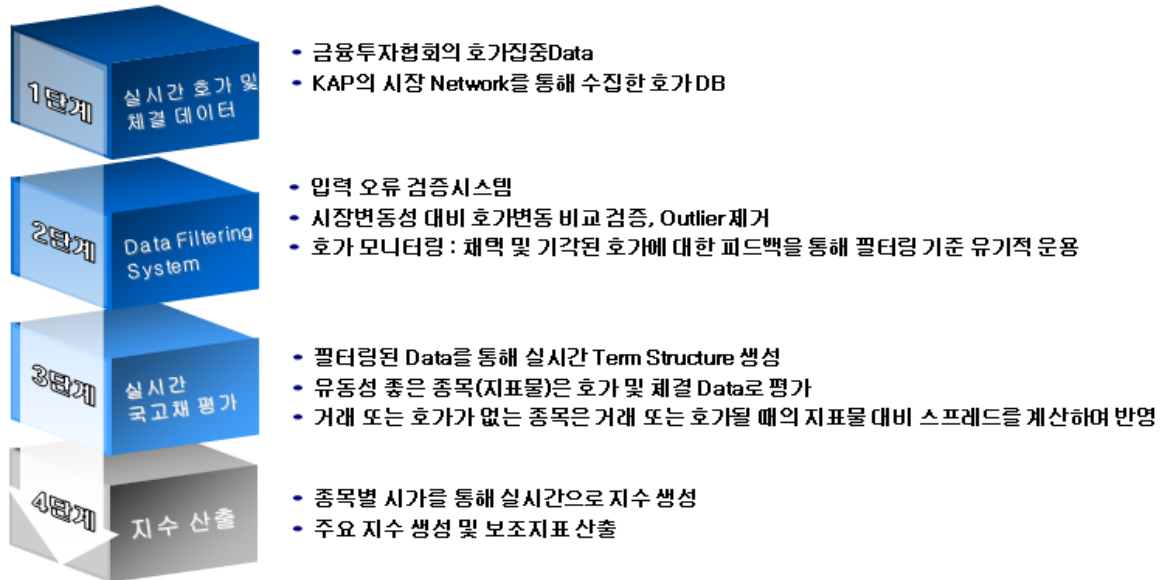 1단계
실시간 호가 및
체결 데이터
• 금융투자협회의 호가집중Data
• KAP의 시장 Network를 통해 수집한 호가 DB
2단계
Data Filtering
System
• 입력 오류 검증시스템
• 시장변동성 대비 호가변동 비교 검증, Outlier제거
• 호가 모니터링 : 채택 및 기각된 호가에 대한 피드백을 통해 필터링 기준 유기적 운용
3단계
실시간
국고채 평가
• 필터링된 Data를 통해 실시간 Term Structure 생성
• 유동성 좋은 종목(지표물)은 호가 및 체결 Data로 평가
• 거래 또는 호가가 없는 종목은 거래 또는 호가될 때의 지표물 대비 스프레드를 계산하여 반영
4단계
지수 산출
• 종목별 시가를 통해 실시간으로 지수 생성
• 주요 지수 생성 및 보조지표 산출